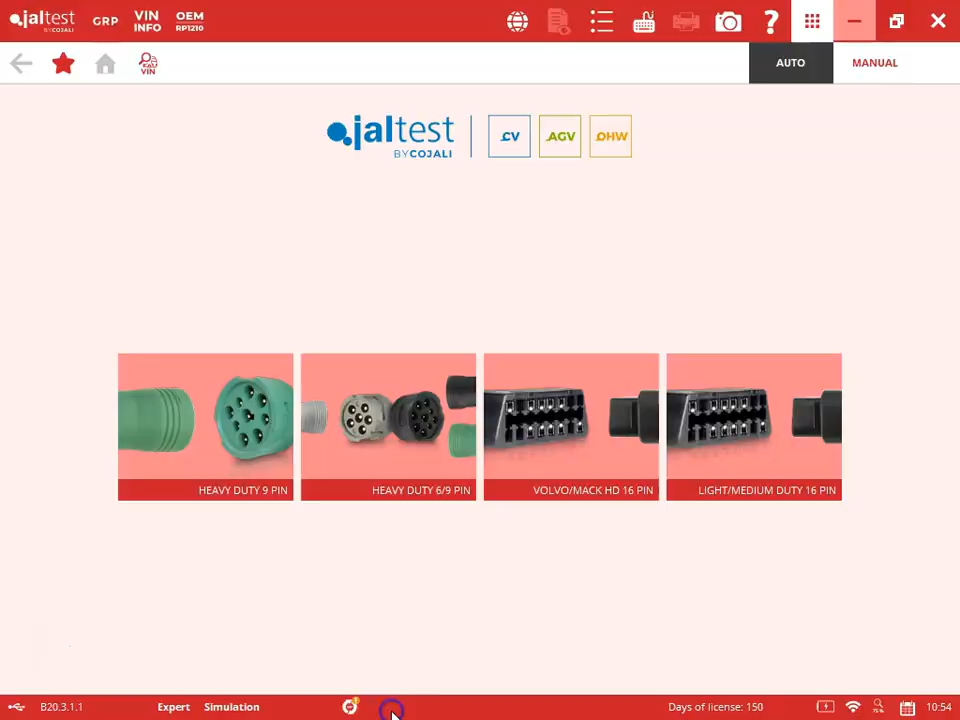 jaltest
BY COJALI
GRP
VIN
INFO
OEM
RP1210
?
VIN
AUTO
MANUAL
jaltest
BYCOJALI
CV
AGV
OHW
HEAVY DUTY 9 PIN
HEAVY DUTY 6/9 PIN
VOLVO/MACK HD 16 PIN
LIGHT/MEDIUM DUTY 16 PIN
B20.3.1.1
Expert
Simulation
Days of license: 150
10:54